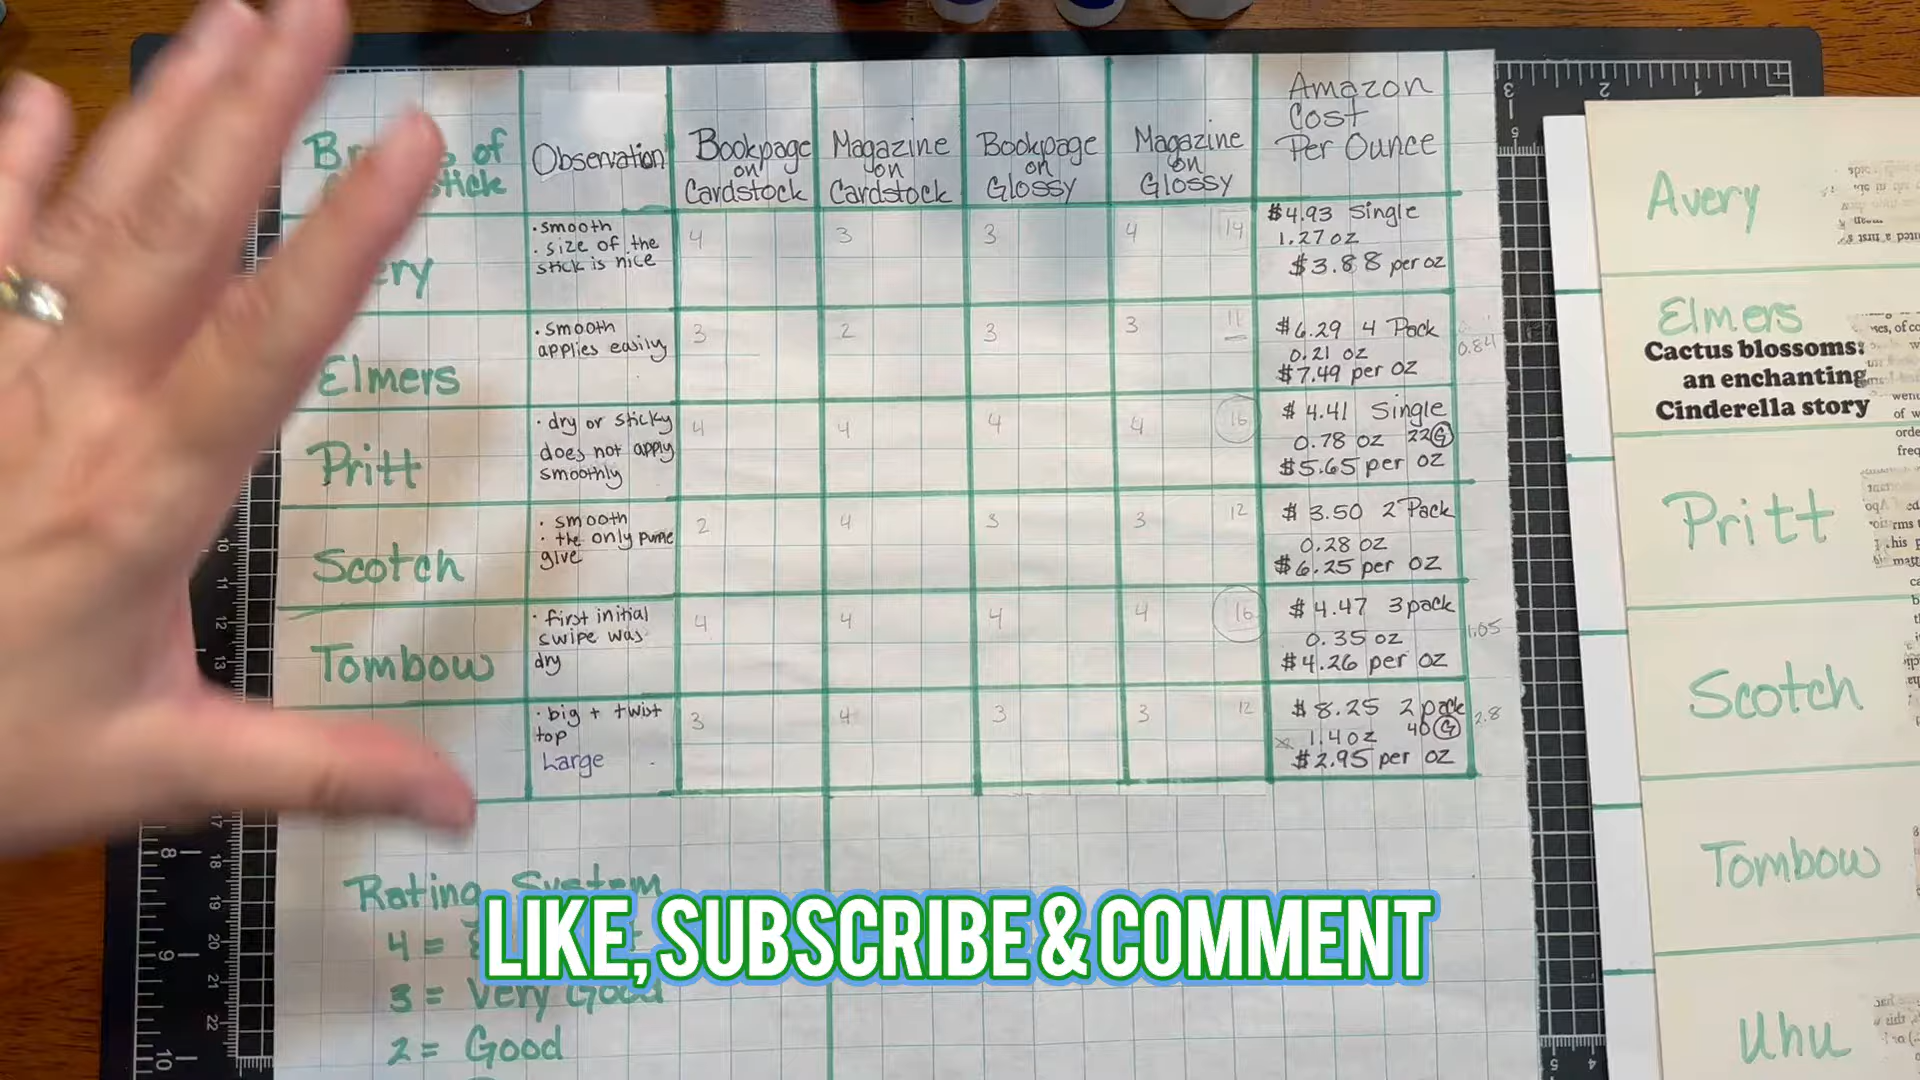 Observation
Bookpage
on
Cardstock
Magazine
on
Cardstock
Bookpage
on
Glossy
Magazine
on
Glossy
Amazon
Cost
Per Ounce
of
stick
• smooth
• size of the
stick is nice
4
3
3
4
14
$4.93 Single
1.27 oz
$3.88 per oz
Elmers
• smooth
applies easily
3
2
3
3
11
$6.29 4 Pack
0.21 oz
$7.49 per oz
0.84
Pritt
• dry or sticky
does not apply
smoothly
4
4
4
4
16
$4.41 Single
0.78 oz 22 G
$5.65 per oz
Scotch
• smooth
• the only purple
glue
2
4
3
3
12
$3.50 2 Pack
0.28 oz
$6.25 per oz
Tombow
• first initial
swipe was
dry
4
4
4
4
16
$4.47 3 pack
0.35 oz
$4.26 per oz
1.05
• big + twist
top
Large
3
4
3
3
12
$8.25 2 pack
1.4 oz 40 G
$2.95 per oz
2.8
Rating System
4 =
3 = Very Good
2 = Good
LIKE, SUBSCRIBE & COMMENT
Avery
Elmers
Cactus blossoms:
an enchanting
Cinderella story
Pritt
Scotch
Tombow
Uhu